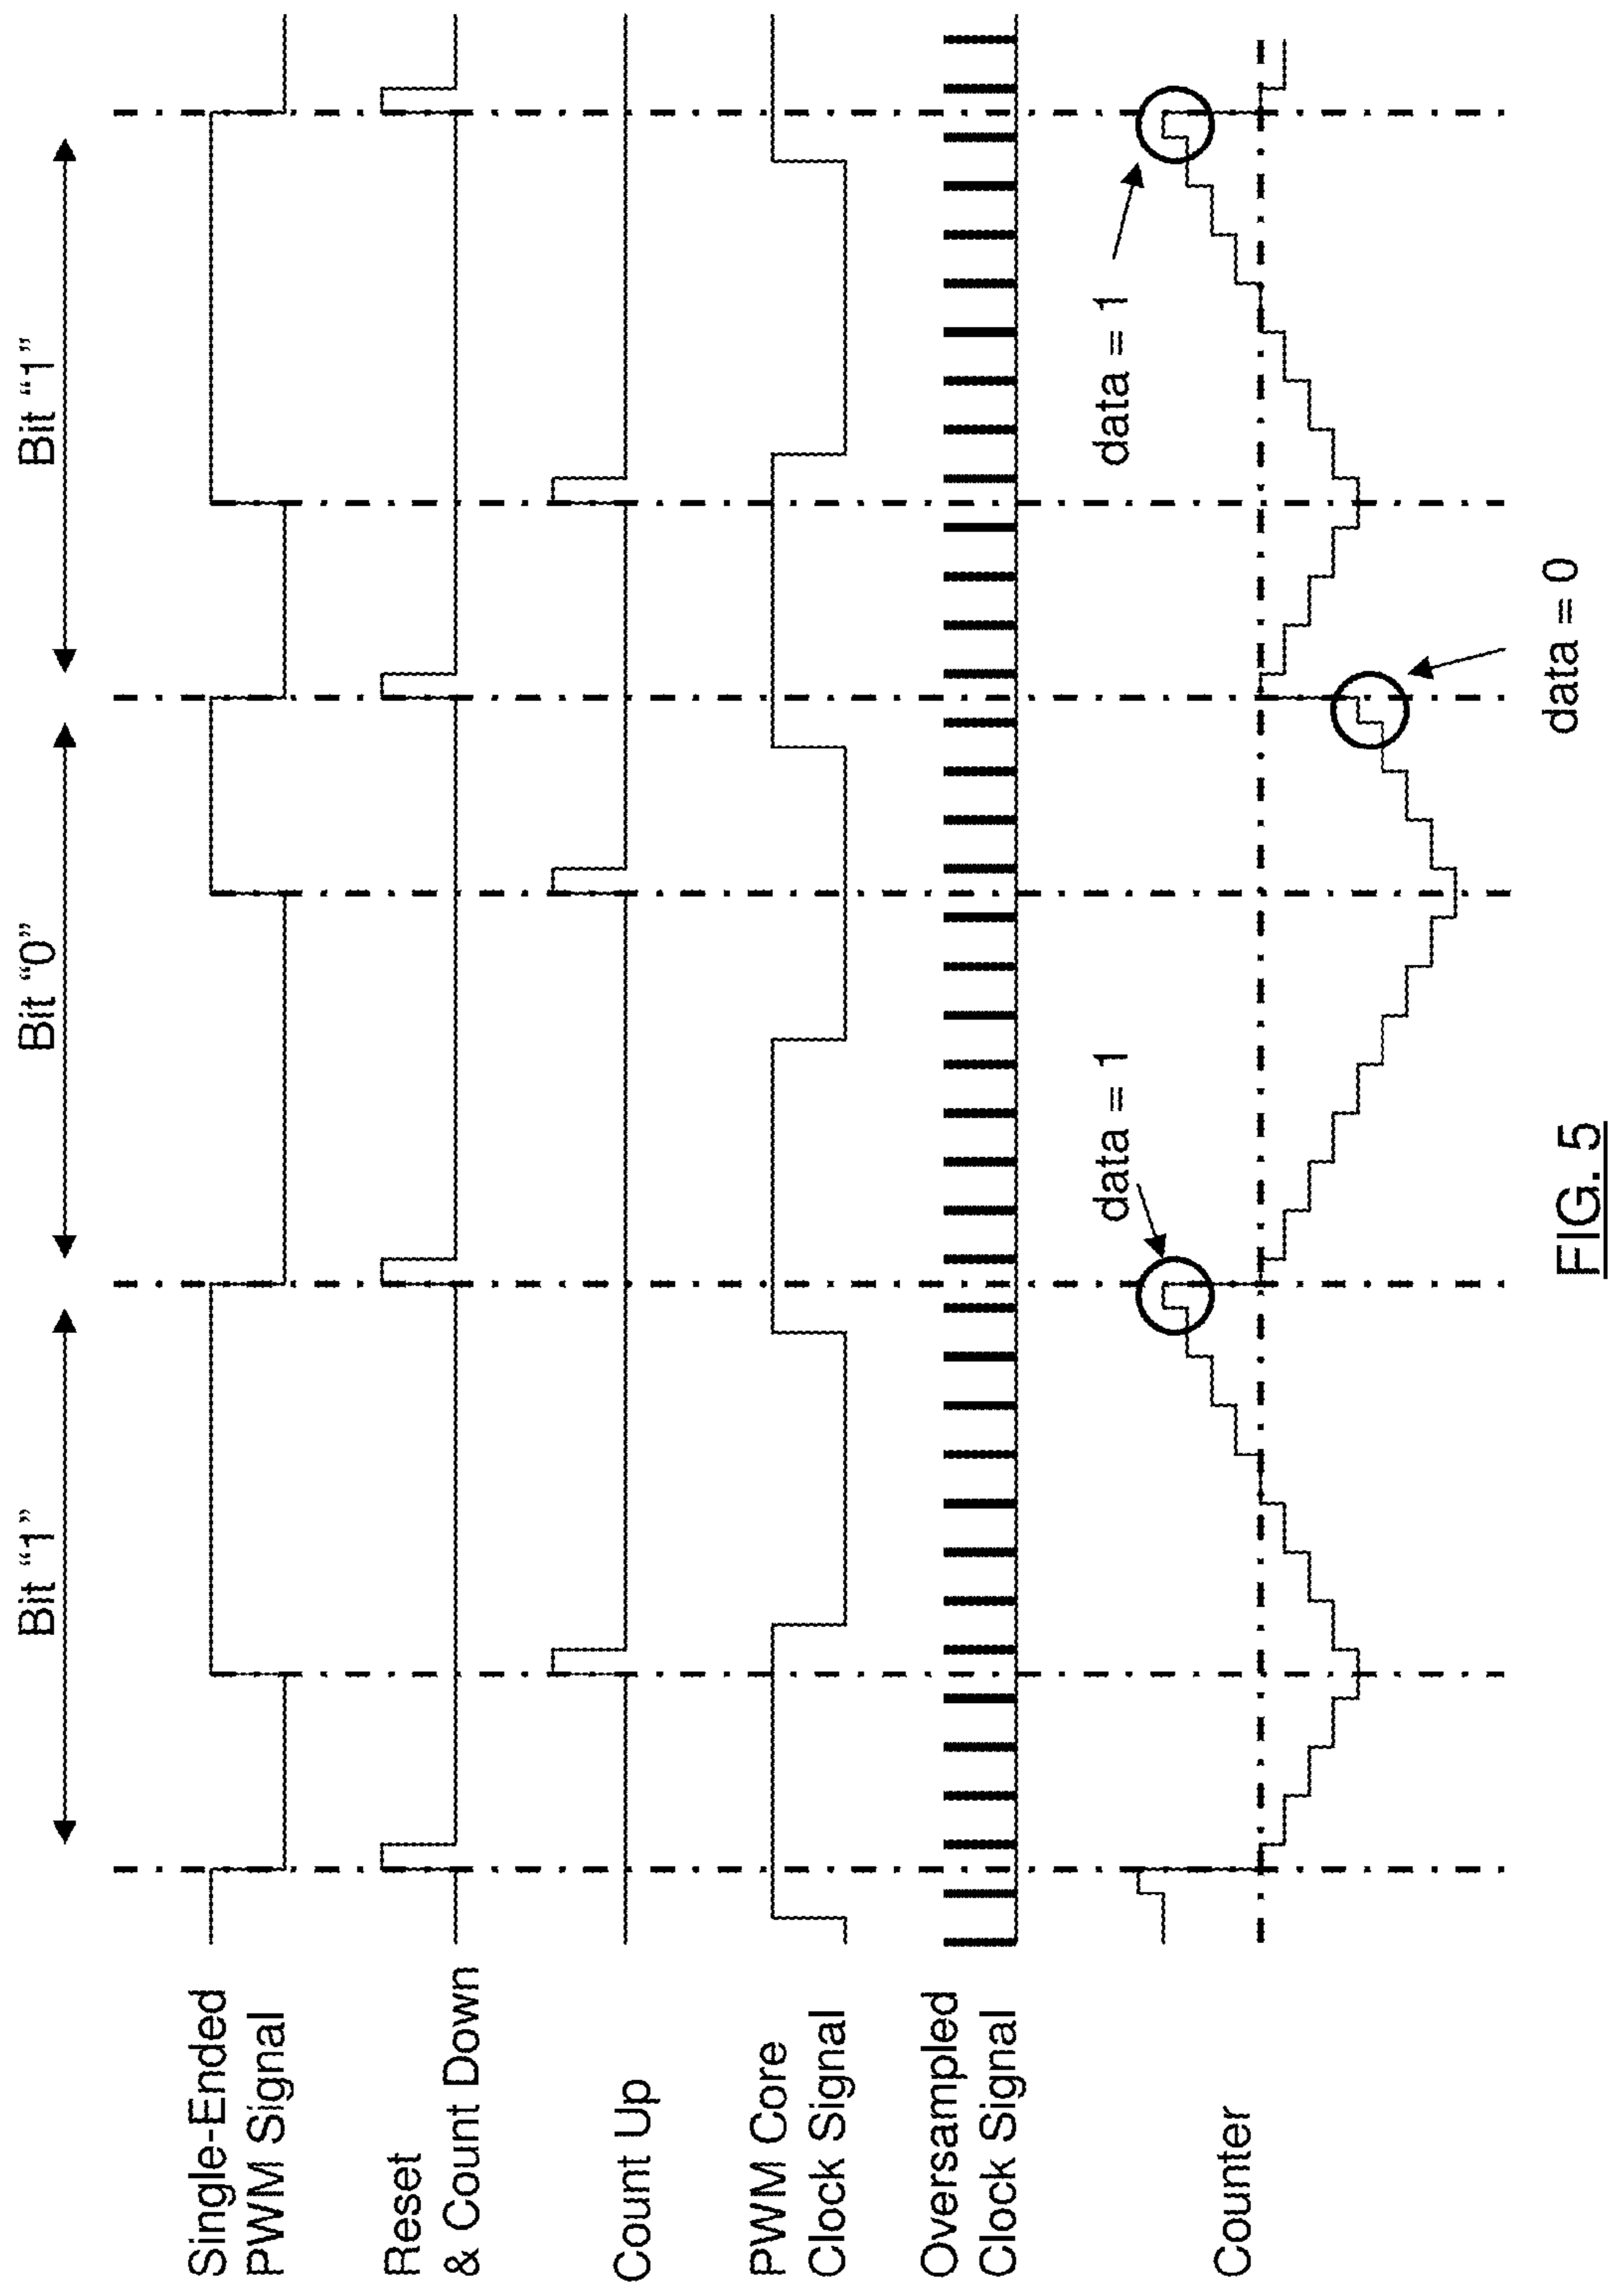 Bit “1”
Bit “0”
Bit “1”
Single-Ended
PWM Signal
Reset
& Count Down
Count Up
PWM Core
Clock Signal
Oversampled
Clock Signal
data = 1
data = 1
Counter
data = 0
FIG. 5